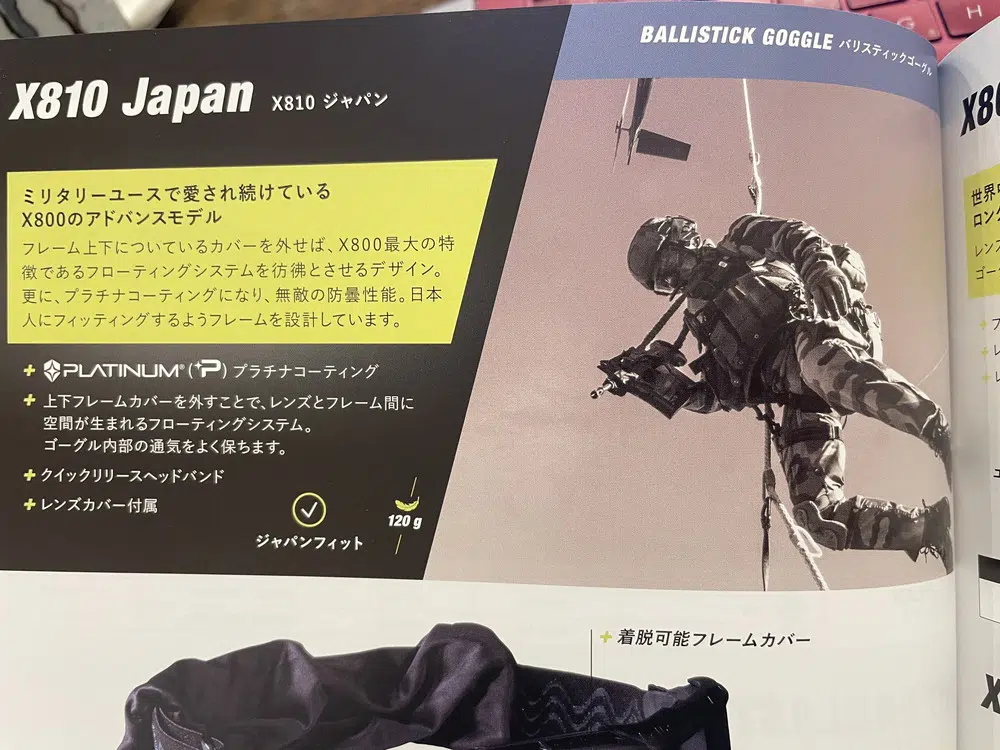 BALLISTICK GOGGLE バリスティックゴーグル
X810 Japan X810 ジャパン
ミリタリーユースで愛され続けている
X800のアドバンスモデル
フレーム上下についているカバーを外せば、X800最大の特
徴であるフローティングシステムを彷彿とさせるデザイン。
更に、プラチナコーティングになり、無敵の防曇性能。日本
人にフィッティングするようフレームを設計しています。
+ PLATINUM® (+P) プラチナコーティング
+ 上下フレームカバーを外すことで、レンズとフレーム間に
空間が生まれるフローティングシステム。
ゴーグル内部の通気をよく保ちます。
+ クイックリリースヘッドバンド
+ レンズカバー付属
ジャパンフィット
120 g
+ 着脱可能フレームカバー
X80
世界
ロン
レン
ゴー
H